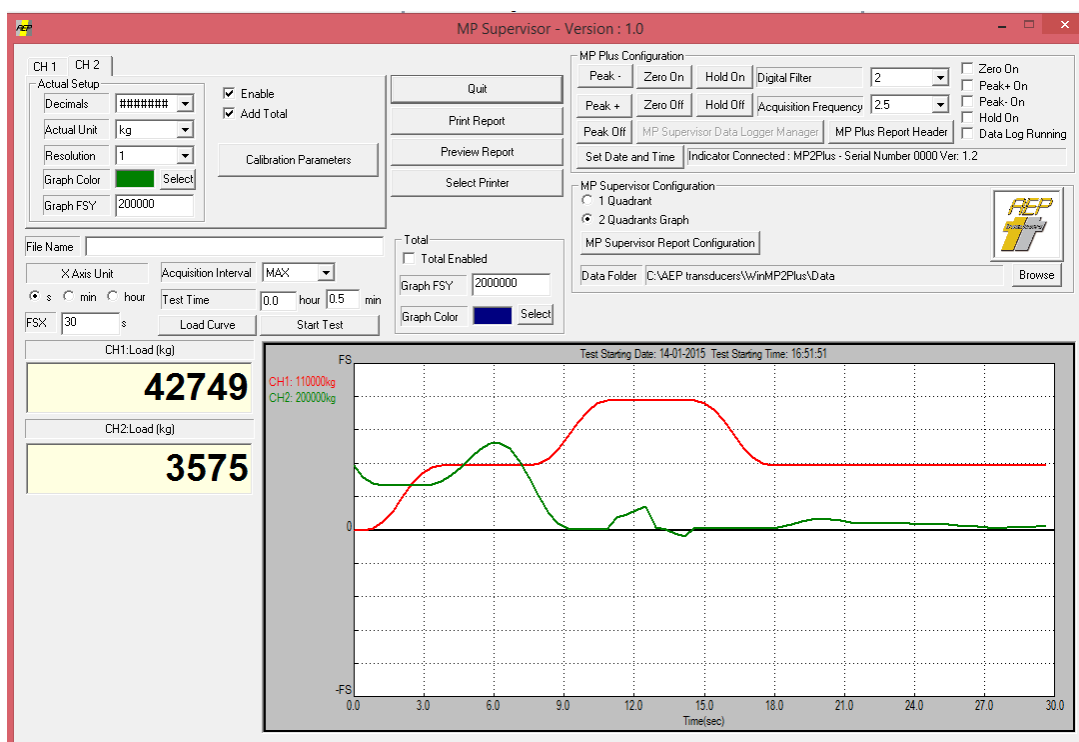 AEP
MP Supervisor - Version : 1.0
CH 1 CH 2
Actual Setup
Decimals ####### 
Actual Unit kg
Resolution 1
Graph Color Select
Graph FSY 200000
Enable
Add Total
Calibration Parameters
Quit
Print Report
Preview Report
Select Printer
MP Plus Configuration
Peak - Zero On Hold On Digital Filter 2
Peak + Zero Off Hold Off Acquisition Frequency 2.5
Peak Off MP Supervisor Data Logger Manager MP Plus Report Header
Set Date and Time Indicator Connected : MP2Plus - Serial Number 0000 Ver: 1.2
Zero On
Peak+ On
Peak- On
Hold On
Data Log Running
MP Supervisor Configuration
1 Quadrant
2 Quadrants Graph
MP Supervisor Report Configuration
AEP
Data Folder C:\AEP transducers\WinMP2Plus\Data Browse
File Name
X Axis Unit Acquisition Interval MAX
s min hour Test Time 0.0 hour 0.5 min
FSX 30 s Load Curve Start Test
Total
Total Enabled
Graph FSY 2000000
Graph Color Select
CH1:Load (kg)
42749
CH2:Load (kg)
3575
Test Starting Date: 14-01-2015 Test Starting Time: 16:51:51
FS
CH1: 110000kg
CH2: 200000kg
0
-FS
0.0 3.0 6.0 9.0 12.0 15.0 18.0 21.0 24.0 27.0 30.0
Time(sec)